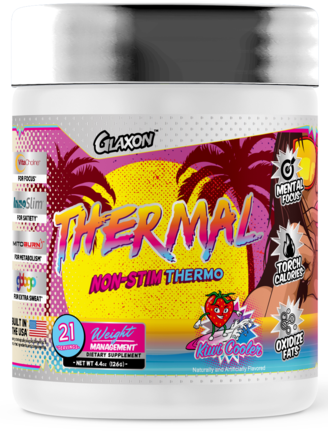 GLAXON™
THERMAL
NON-STIM THERMO
VitaCholine
FOR FOCUS*
InnoSlim
FOR SATIETY*
MITOBURN
FOR METABOLISM*
FOR EXTRA SWEAT*
BUILT IN
THE USA
21
SERVINGS
Weight
MANAGEMENT
DIETARY SUPPLEMENT
• NET WT 4.4oz (126g) •
MENTAL
FOCUS
TORCH
CALORIES
OXIDIZE
FATS
Kiwi Cooler
Naturally and Artificially Flavored